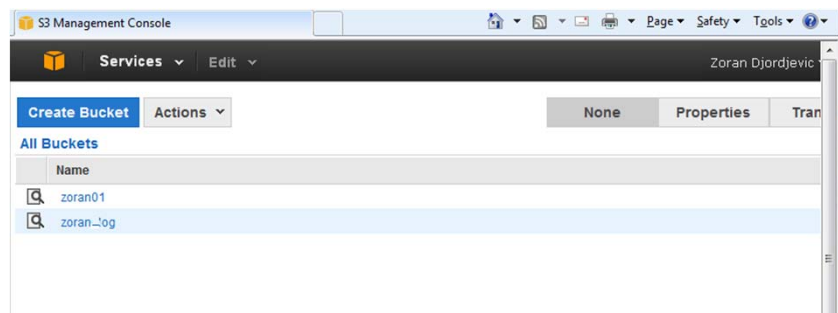 S3 Management Console
Page Safety Tools
Services Edit Zoran Djordjevic
Create Bucket Actions None Properties Tran
All Buckets
Name
zoran01